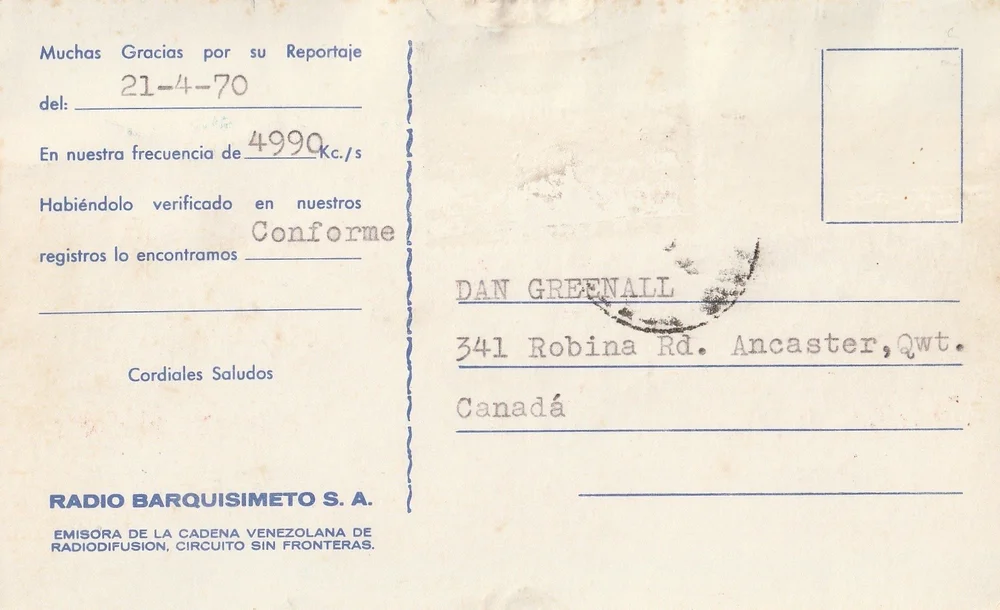 Muchas Gracias por su Reportaje
del: 21-4-70
En nuestra frecuencia de 4990 Kc./s
Habiéndolo verificado en nuestros
registros lo encontramos Conforme
Cordiales Saludos
RADIO BARQUISIMETO S. A.
EMISORA DE LA CADENA VENEZOLANA DE
RADIODIFUSION, CIRCUITO SIN FRONTERAS.
DAN GREENALL
341 Robina Rd. Ancaster,Qwt.
Canadá